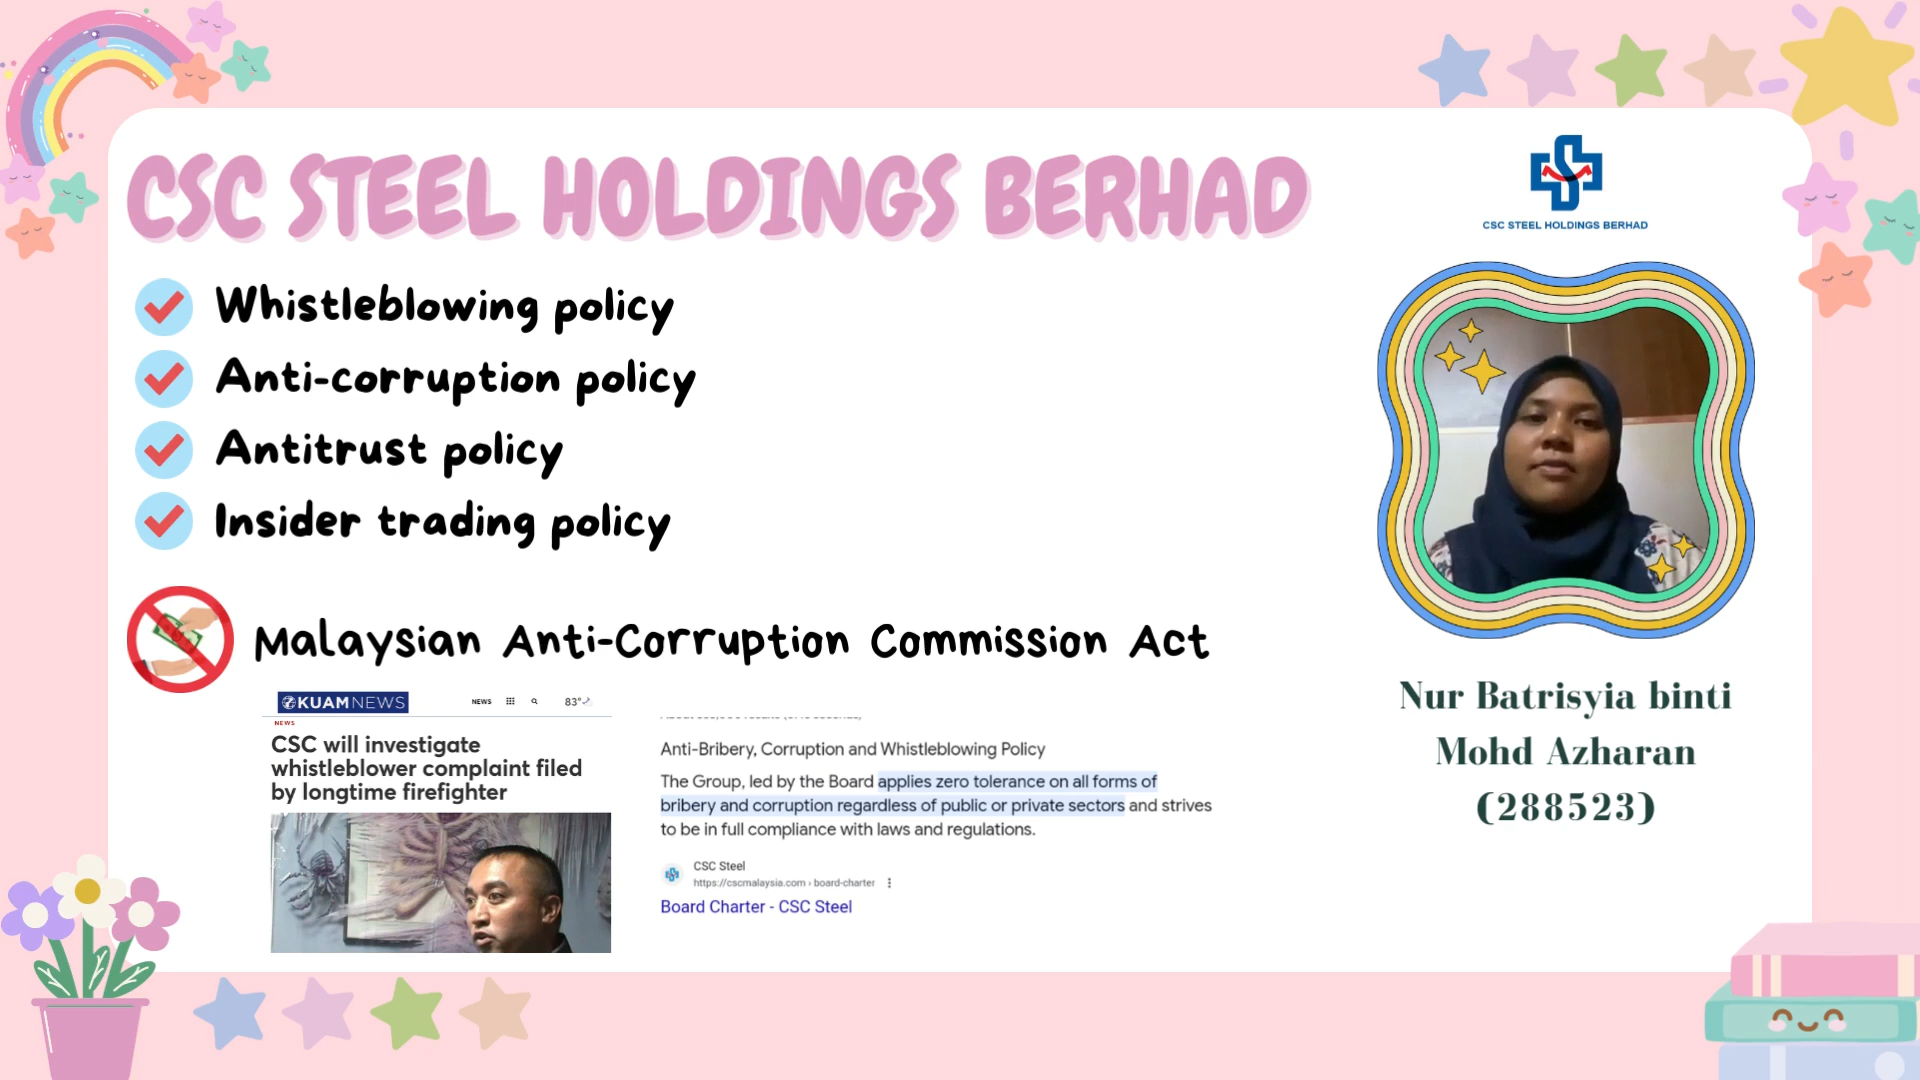 CSC STEEL HOLDINGS BERHAD
CSC STEEL HOLDINGS BERHAD
Whistleblowing policy
Anti-corruption policy
Antitrust policy
Insider trading policy
Malaysian Anti-Corruption Commission Act
KUAMNEWS
NEWS
83°
NEWS
CSC will investigate
whistleblower complaint filed
by longtime firefighter
Anti-Bribery, Corruption and Whistleblowing Policy
The Group, led by the Board applies zero tolerance on all forms of
bribery and corruption regardless of public or private sectors and strives
to be in full compliance with laws and regulations.
CSC Steel
https://cscmalaysia.com › board-charter
Board Charter - CSC Steel
Nur Batrisyia binti
Mohd Azharan
(288523)